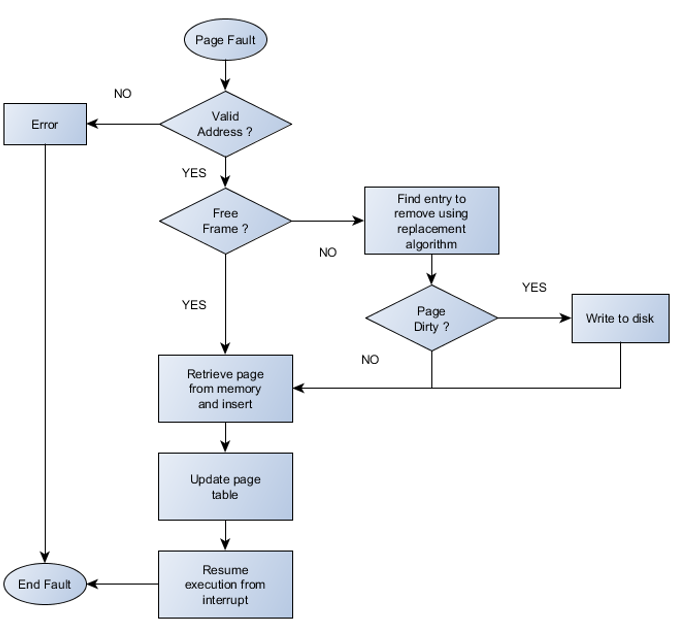 Page Fault
NO
Valid
Address ?
Error
YES
Free
Frame ?
Find entry to
remove using
replacement
algorithm
NO
YES
Page
Dirty ?
YES
Write to disk
NO
Retrieve page
from memory
and insert
Update page
table
Resume
execution from
interrupt
End Fault